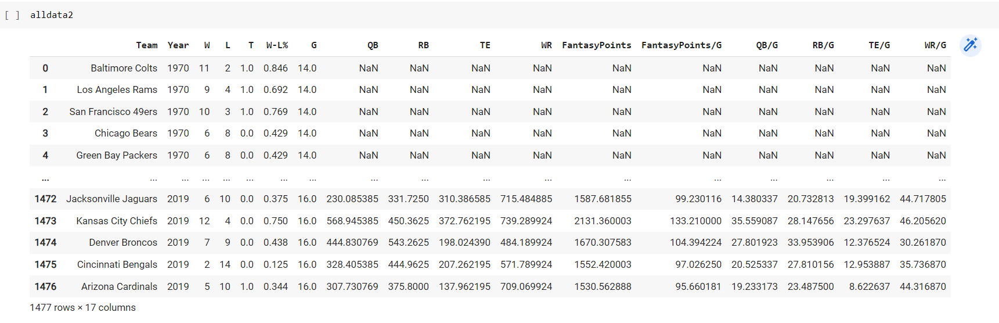 [ ] alldata2
Team Year W L T W-L% G QB RB TE WR FantasyPoints FantasyPoints/G QB/G RB/G TE/G WR/G
0 Baltimore Colts 1970 11 2 1.0 0.846 14.0 NaN NaN NaN NaN NaN NaN NaN NaN NaN NaN
1 Los Angeles Rams 1970 9 4 1.0 0.692 14.0 NaN NaN NaN NaN NaN NaN NaN NaN NaN NaN
2 San Francisco 49ers 1970 10 3 1.0 0.769 14.0 NaN NaN NaN NaN NaN NaN NaN NaN NaN NaN
3 Chicago Bears 1970 6 8 0.0 0.429 14.0 NaN NaN NaN NaN NaN NaN NaN NaN NaN NaN
4 Green Bay Packers 1970 6 8 0.0 0.429 14.0 NaN NaN NaN NaN NaN NaN NaN NaN NaN NaN
... ... ... ... ... ... ... ... ... ... ... ... ... ... ... ... ... ...
1472 Jacksonville Jaguars 2019 6 10 0.0 0.375 16.0 230.085385 331.7250 310.386585 715.484885 1587.681855 99.230116 14.380337 20.732813 19.399162 44.717805
1473 Kansas City Chiefs 2019 12 4 0.0 0.750 16.0 568.945385 450.3625 372.762195 739.289924 2131.360003 133.210000 35.559087 28.147656 23.297637 46.205620
1474 Denver Broncos 2019 7 9 0.0 0.438 16.0 444.830769 543.2625 198.024390 484.189924 1670.307583 104.394224 27.801923 33.953906 12.376524 30.261870
1475 Cincinnati Bengals 2019 2 14 0.0 0.125 16.0 328.405385 444.9625 207.262195 571.789924 1552.420003 97.026250 20.525337 27.810156 12.953887 35.736870
1476 Arizona Cardinals 2019 5 10 1.0 0.344 16.0 307.730769 375.8000 137.962195 709.069924 1530.562888 95.660181 19.233173 23.487500 8.622637 44.316870
1477 rows × 17 columns